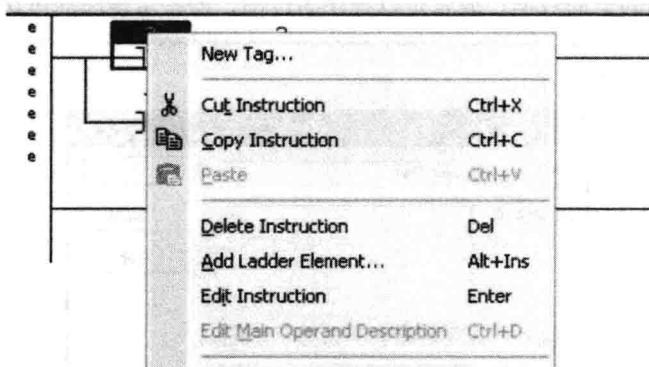 e
e
e
e
e
e
e
?
New Tag...
Cut Instruction Ctrl+X
Copy Instruction Ctrl+C
Paste Ctrl+V
Delete Instruction Del
Add Ladder Element... Alt+Ins
Edit Instruction Enter
Edit Main Operand Description Ctrl+D